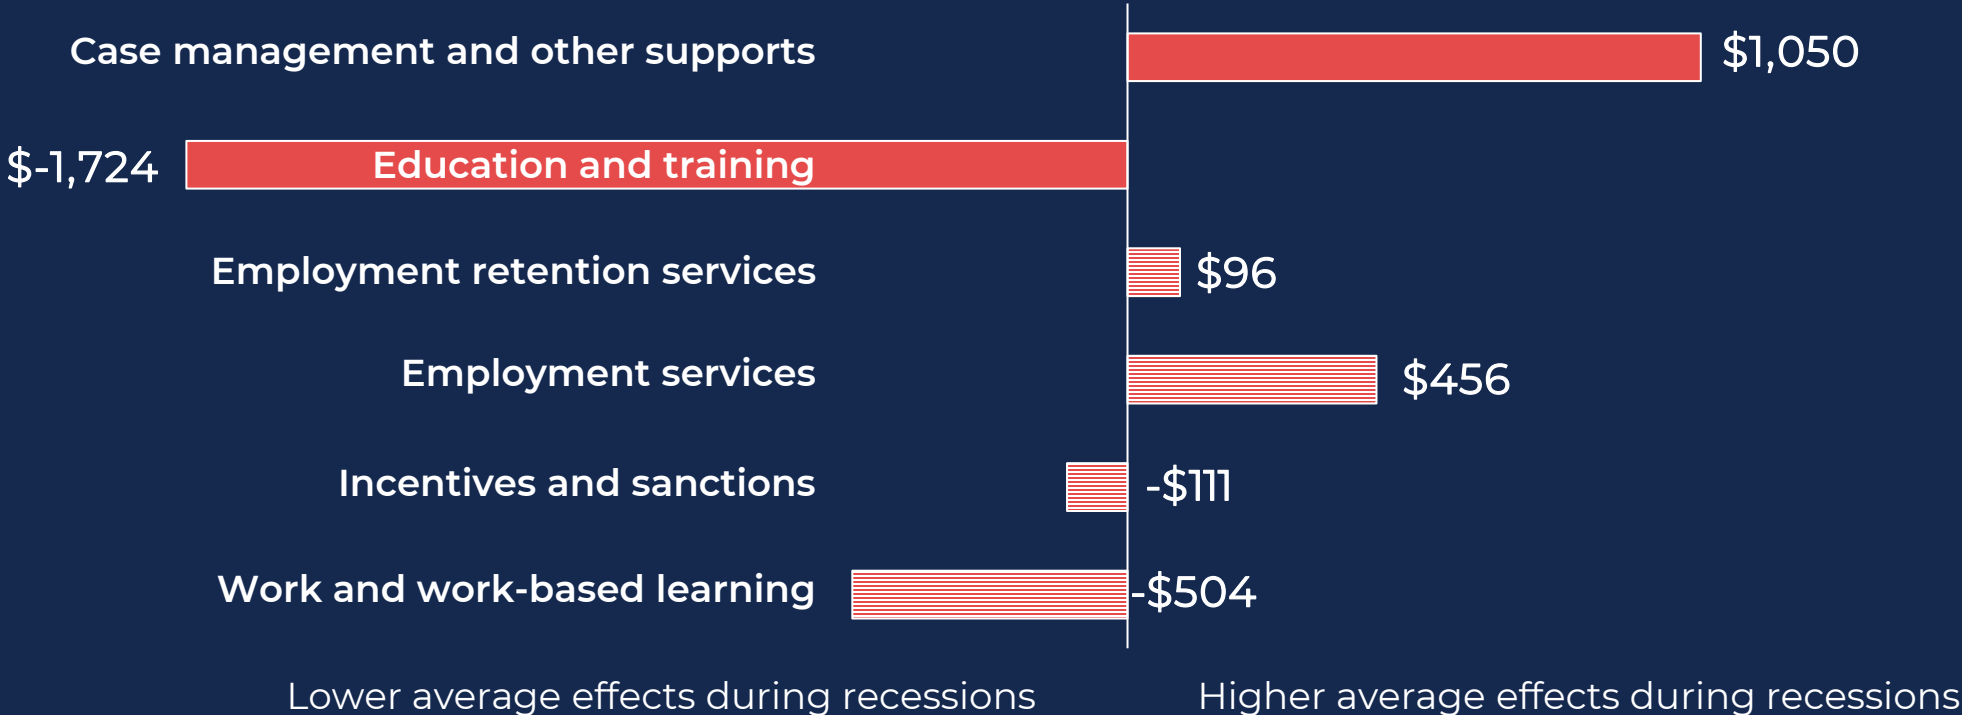 Case management and other supports $1,050
$-1,724 Education and training
Employment retention services $96
Employment services $456
Incentives and sanctions -$111
Work and work-based learning -$504
Lower average effects during recessions Higher average effects during recessions